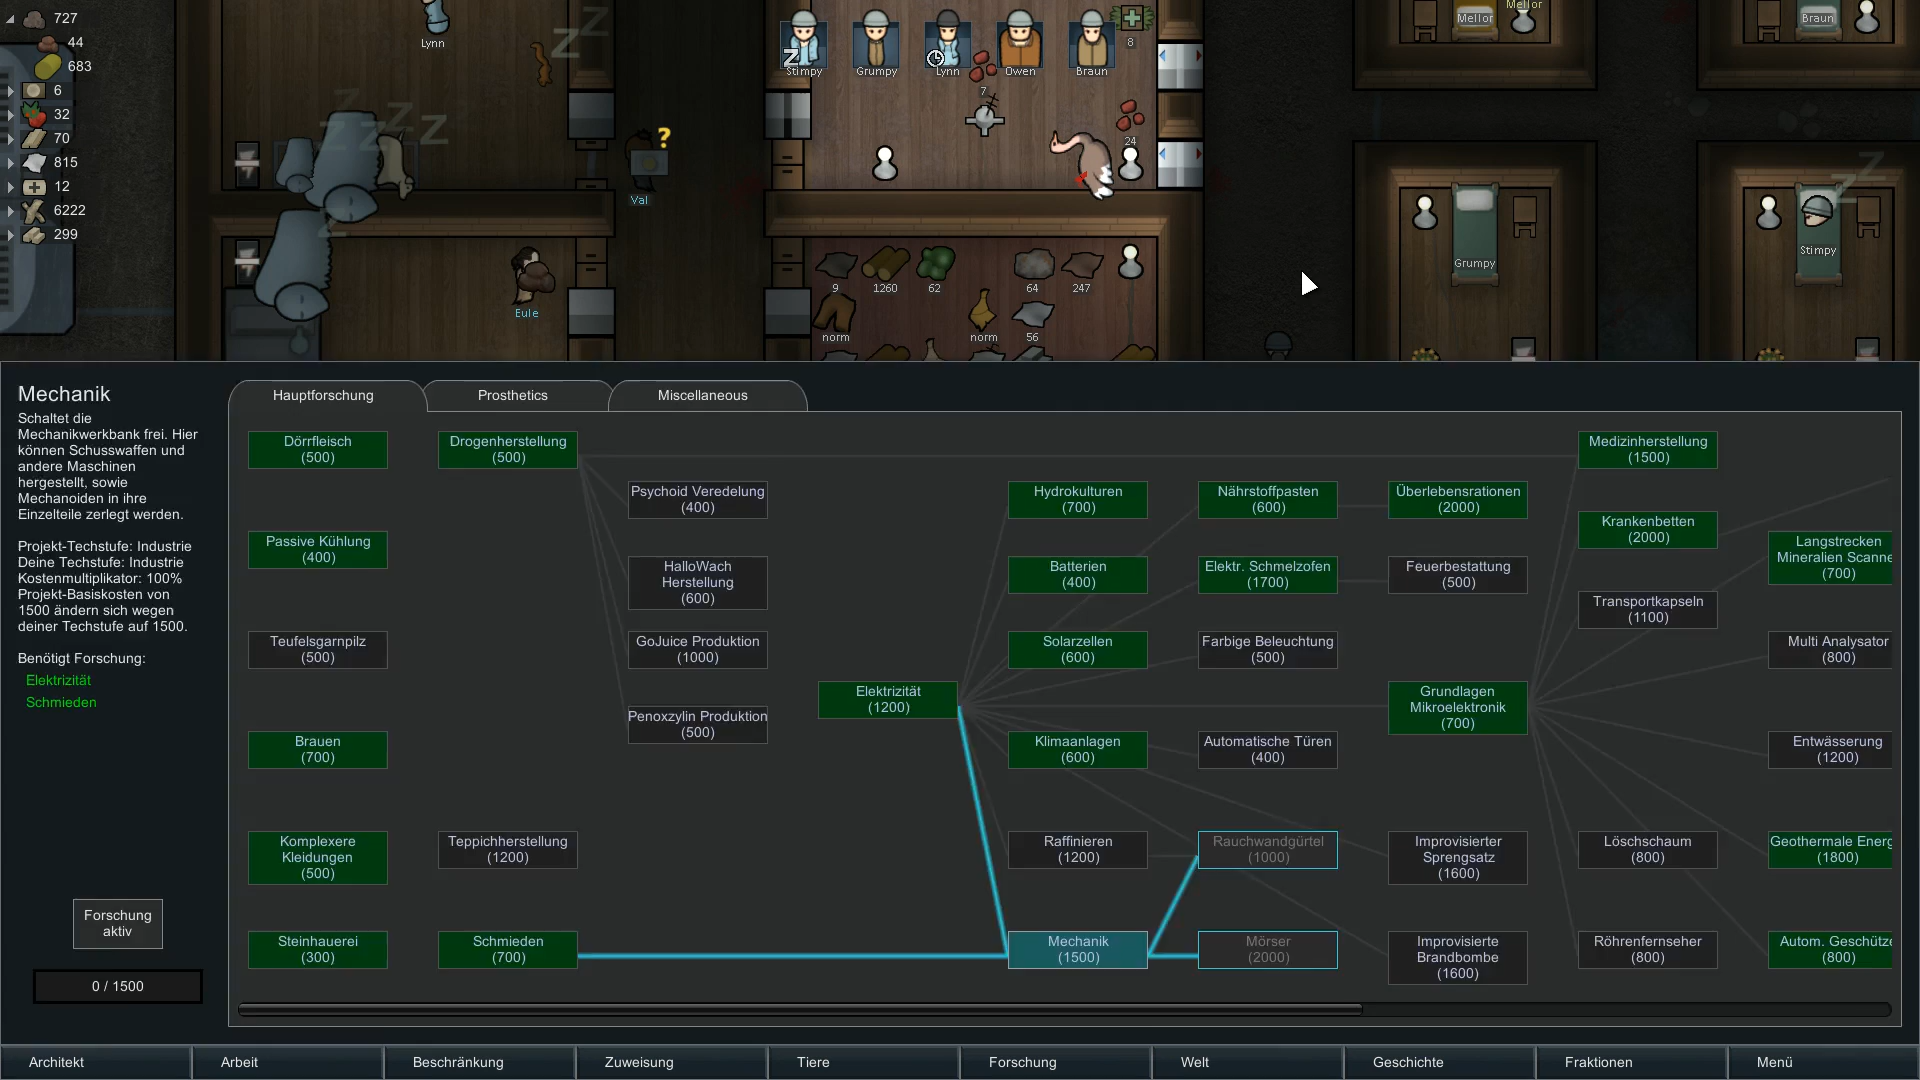 727
44
683
6
32
70
815
12
6222
299
Lynn
Stimpy
Grumpy
Lynn
Owen
Braun
8
7
24
Mellor
Mellor
Braun
Val
Eule
9
1260
62
64
247
norm
norm
56
Grumpy
Stimpy
Mechanik
Schaltet die
Mechanikwerkbank frei. Hier
können Schusswaffen und
andere Maschinen
hergestellt, sowie
Mechanoiden in ihre
Einzelteile zerlegt werden.
Projekt-Techstufe: Industrie
Deine Techstufe: Industrie
Kostenmultiplikator: 100%
Projekt-Basiskosten von
1500 ändern sich wegen
deiner Techstufe auf 1500.
Benötigt Forschung:
Elektrizität
Schmieden
Forschung
aktiv
0 / 1500
Hauptforschung
Prosthetics
Miscellaneous
Dörrfleisch
(500)
Passive Kühlung
(400)
Teufelsgarnpilz
(500)
Brauen
(700)
Komplexere
Kleidungen
(500)
Steinhauerei
(300)
Drogenherstellung
(500)
Teppichherstellung
(1200)
Schmieden
(700)
Psychoid Veredelung
(400)
HalloWach
Herstellung
(600)
GoJuice Produktion
(1000)
Penoxzylin Produktion
(500)
Elektrizität
(1200)
Hydrokulturen
(700)
Batterien
(400)
Solarzellen
(600)
Klimaanlagen
(600)
Raffinieren
(1200)
Mechanik
(1500)
Nährstoffpasten
(600)
Elektr. Schmelzofen
(1700)
Farbige Beleuchtung
(500)
Automatische Türen
(400)
Rauchwandgürtel
(1000)
Mörser
(2000)
Überlebensrationen
(2000)
Feuerbestattung
(500)
Grundlagen
Mikroelektronik
(700)
Improvisierter
Sprengsatz
(1600)
Improvisierte
Brandbombe
(1600)
Medizinherstellung
(1500)
Krankenbetten
(2000)
Transportkapseln
(1100)
Löschschaum
(800)
Röhrenfernseher
(800)
Langstrecken
Mineralien Scanne
(700)
Multi Analysator
(800)
Entwässerung
(1200)
Geothermale Energ
(1800)
Autom. Geschütze
(800)
Architekt
Arbeit
Beschränkung
Zuweisung
Tiere
Forschung
Welt
Geschichte
Fraktionen
Menü